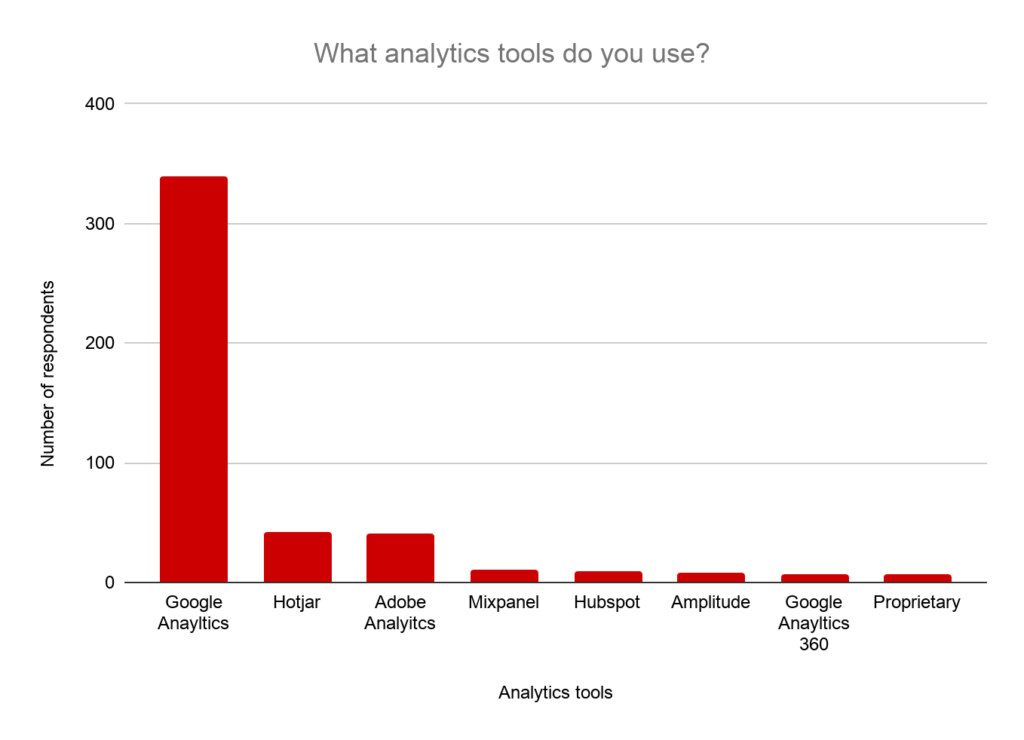 What analytics tools do you use?
400
300
200
100
0
Number of respondents
Google
Anayltics
Hotjar
Adobe
Analyitcs
Mixpanel
Hubspot
Amplitude
Google
Anayltics
360
Proprietary
Analytics tools